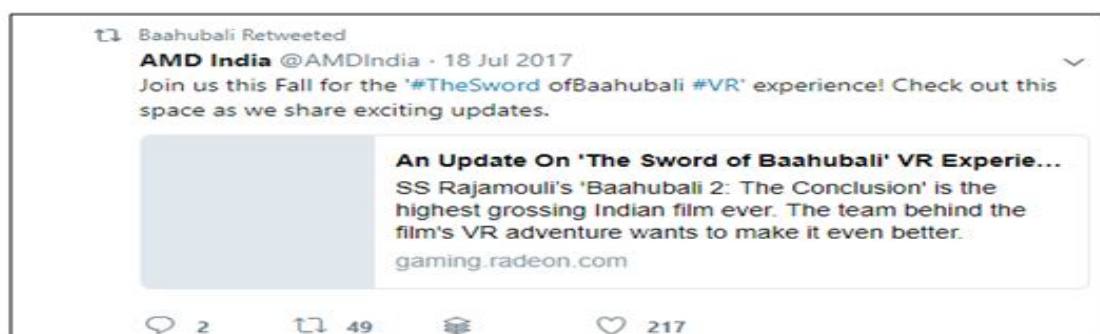 Baahubali Retweeted
AMD India @AMDIndia · 18 Jul 2017
Join us this Fall for the '#TheSword ofBaahubali #VR' experience! Check out this
space as we share exciting updates.
An Update On 'The Sword of Baahubali' VR Experie...
SS Rajamouli's 'Baahubali 2: The Conclusion' is the
highest grossing Indian film ever. The team behind the
film's VR adventure wants to make it even better.
gaming.radeon.com
2 49 217